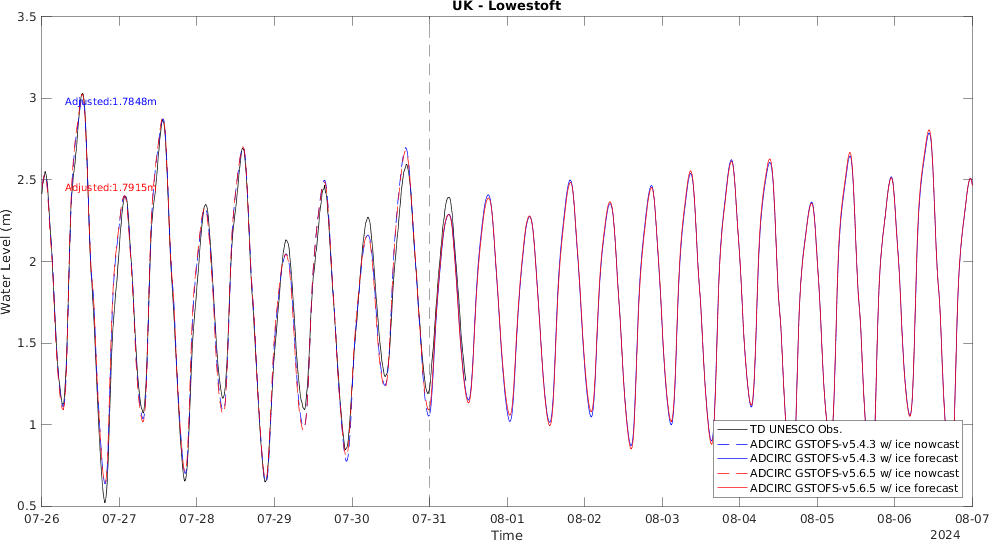 UK - Lowestoft
3.5
3
2.5
2
1.5
1
0.5
Water Level (m)
Adjusted:1.7848m
Adjusted:1.7915m
TD UNESCO Obs.
ADCIRC GSTOFS-v5.4.3 w/ ice nowcast
ADCIRC GSTOFS-v5.4.3 w/ ice forecast
ADCIRC GSTOFS-v5.6.5 w/ ice nowcast
ADCIRC GSTOFS-v5.6.5 w/ ice forecast
07-26 07-27 07-28 07-29 07-30 07-31 08-01 08-02 08-03 08-04 08-05 08-06 08-07
Time
2024